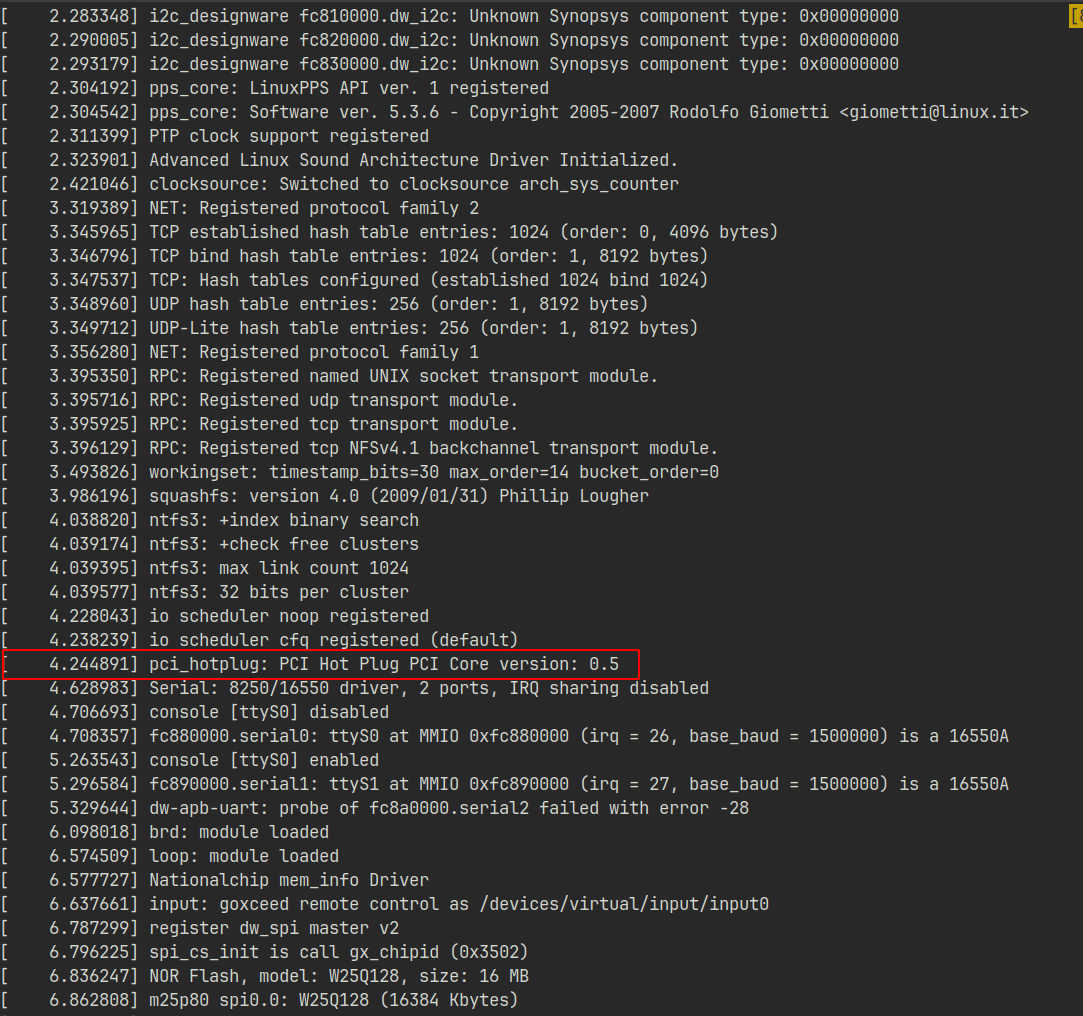 [    2.283348] i2c_designware fc810000.dw_i2c: Unknown Synopsys component type: 0x00000000
[    2.290005] i2c_designware fc820000.dw_i2c: Unknown Synopsys component type: 0x00000000
[    2.293179] i2c_designware fc830000.dw_i2c: Unknown Synopsys component type: 0x00000000
[    2.304192] pps_core: LinuxPPS API ver. 1 registered
[    2.304542] pps_core: Software ver. 5.3.6 - Copyright 2005-2007 Rodolfo Giometti <giometti@linux.it>
[    2.311399] PTP clock support registered
[    2.323901] Advanced Linux Sound Architecture Driver Initialized.
[    2.421046] clocksource: Switched to clocksource arch_sys_counter
[    3.319389] NET: Registered protocol family 2
[    3.345965] TCP established hash table entries: 1024 (order: 0, 4096 bytes)
[    3.346796] TCP bind hash table entries: 1024 (order: 1, 8192 bytes)
[    3.347537] TCP: Hash tables configured (established 1024 bind 1024)
[    3.348960] UDP hash table entries: 256 (order: 1, 8192 bytes)
[    3.349712] UDP-Lite hash table entries: 256 (order: 1, 8192 bytes)
[    3.356280] NET: Registered protocol family 1
[    3.395350] RPC: Registered named UNIX socket transport module.
[    3.395716] RPC: Registered udp transport module.
[    3.395925] RPC: Registered tcp transport module.
[    3.396129] RPC: Registered tcp NFSv4.1 backchannel transport module.
[    3.493826] workingset: timestamp_bits=30 max_order=14 bucket_order=0
[    3.986196] squashfs: version 4.0 (2009/01/31) Phillip Lougher
[    4.038820] ntfs3: +index binary search
[    4.039174] ntfs3: +check free clusters
[    4.039395] ntfs3: max link count 1024
[    4.039577] ntfs3: 32 bits per cluster
[    4.228043] io scheduler noop registered
[    4.238239] io scheduler cfq registered (default)
[    4.244891] pci_hotplug: PCI Hot Plug PCI Core version: 0.5
[    4.628983] Serial: 8250/16550 driver, 2 ports, IRQ sharing disabled
[    4.706693] console [ttyS0] disabled
[    4.708357] fc880000.serial0: ttyS0 at MMIO 0xfc880000 (irq = 26, base_baud = 1500000) is a 16550A
[    5.263543] console [ttyS0] enabled
[    5.296584] fc890000.serial1: ttyS1 at MMIO 0xfc890000 (irq = 27, base_baud = 1500000) is a 16550A
[    5.329644] dw-apb-uart: probe of fc8a0000.serial2 failed with error -28
[    6.098018] brd: module loaded
[    6.574509] loop: module loaded
[    6.577727] Nationalchip mem_info Driver
[    6.637661] input: goxceed remote control as /devices/virtual/input/input0
[    6.787299] register dw_spi master v2
[    6.796225] spi_cs_init is call gx_chipid (0x3502)
[    6.836247] NOR Flash, model: W25Q128, size: 16 MB
[    6.862808] m25p80 spi0.0: W25Q128 (16384 Kbytes)